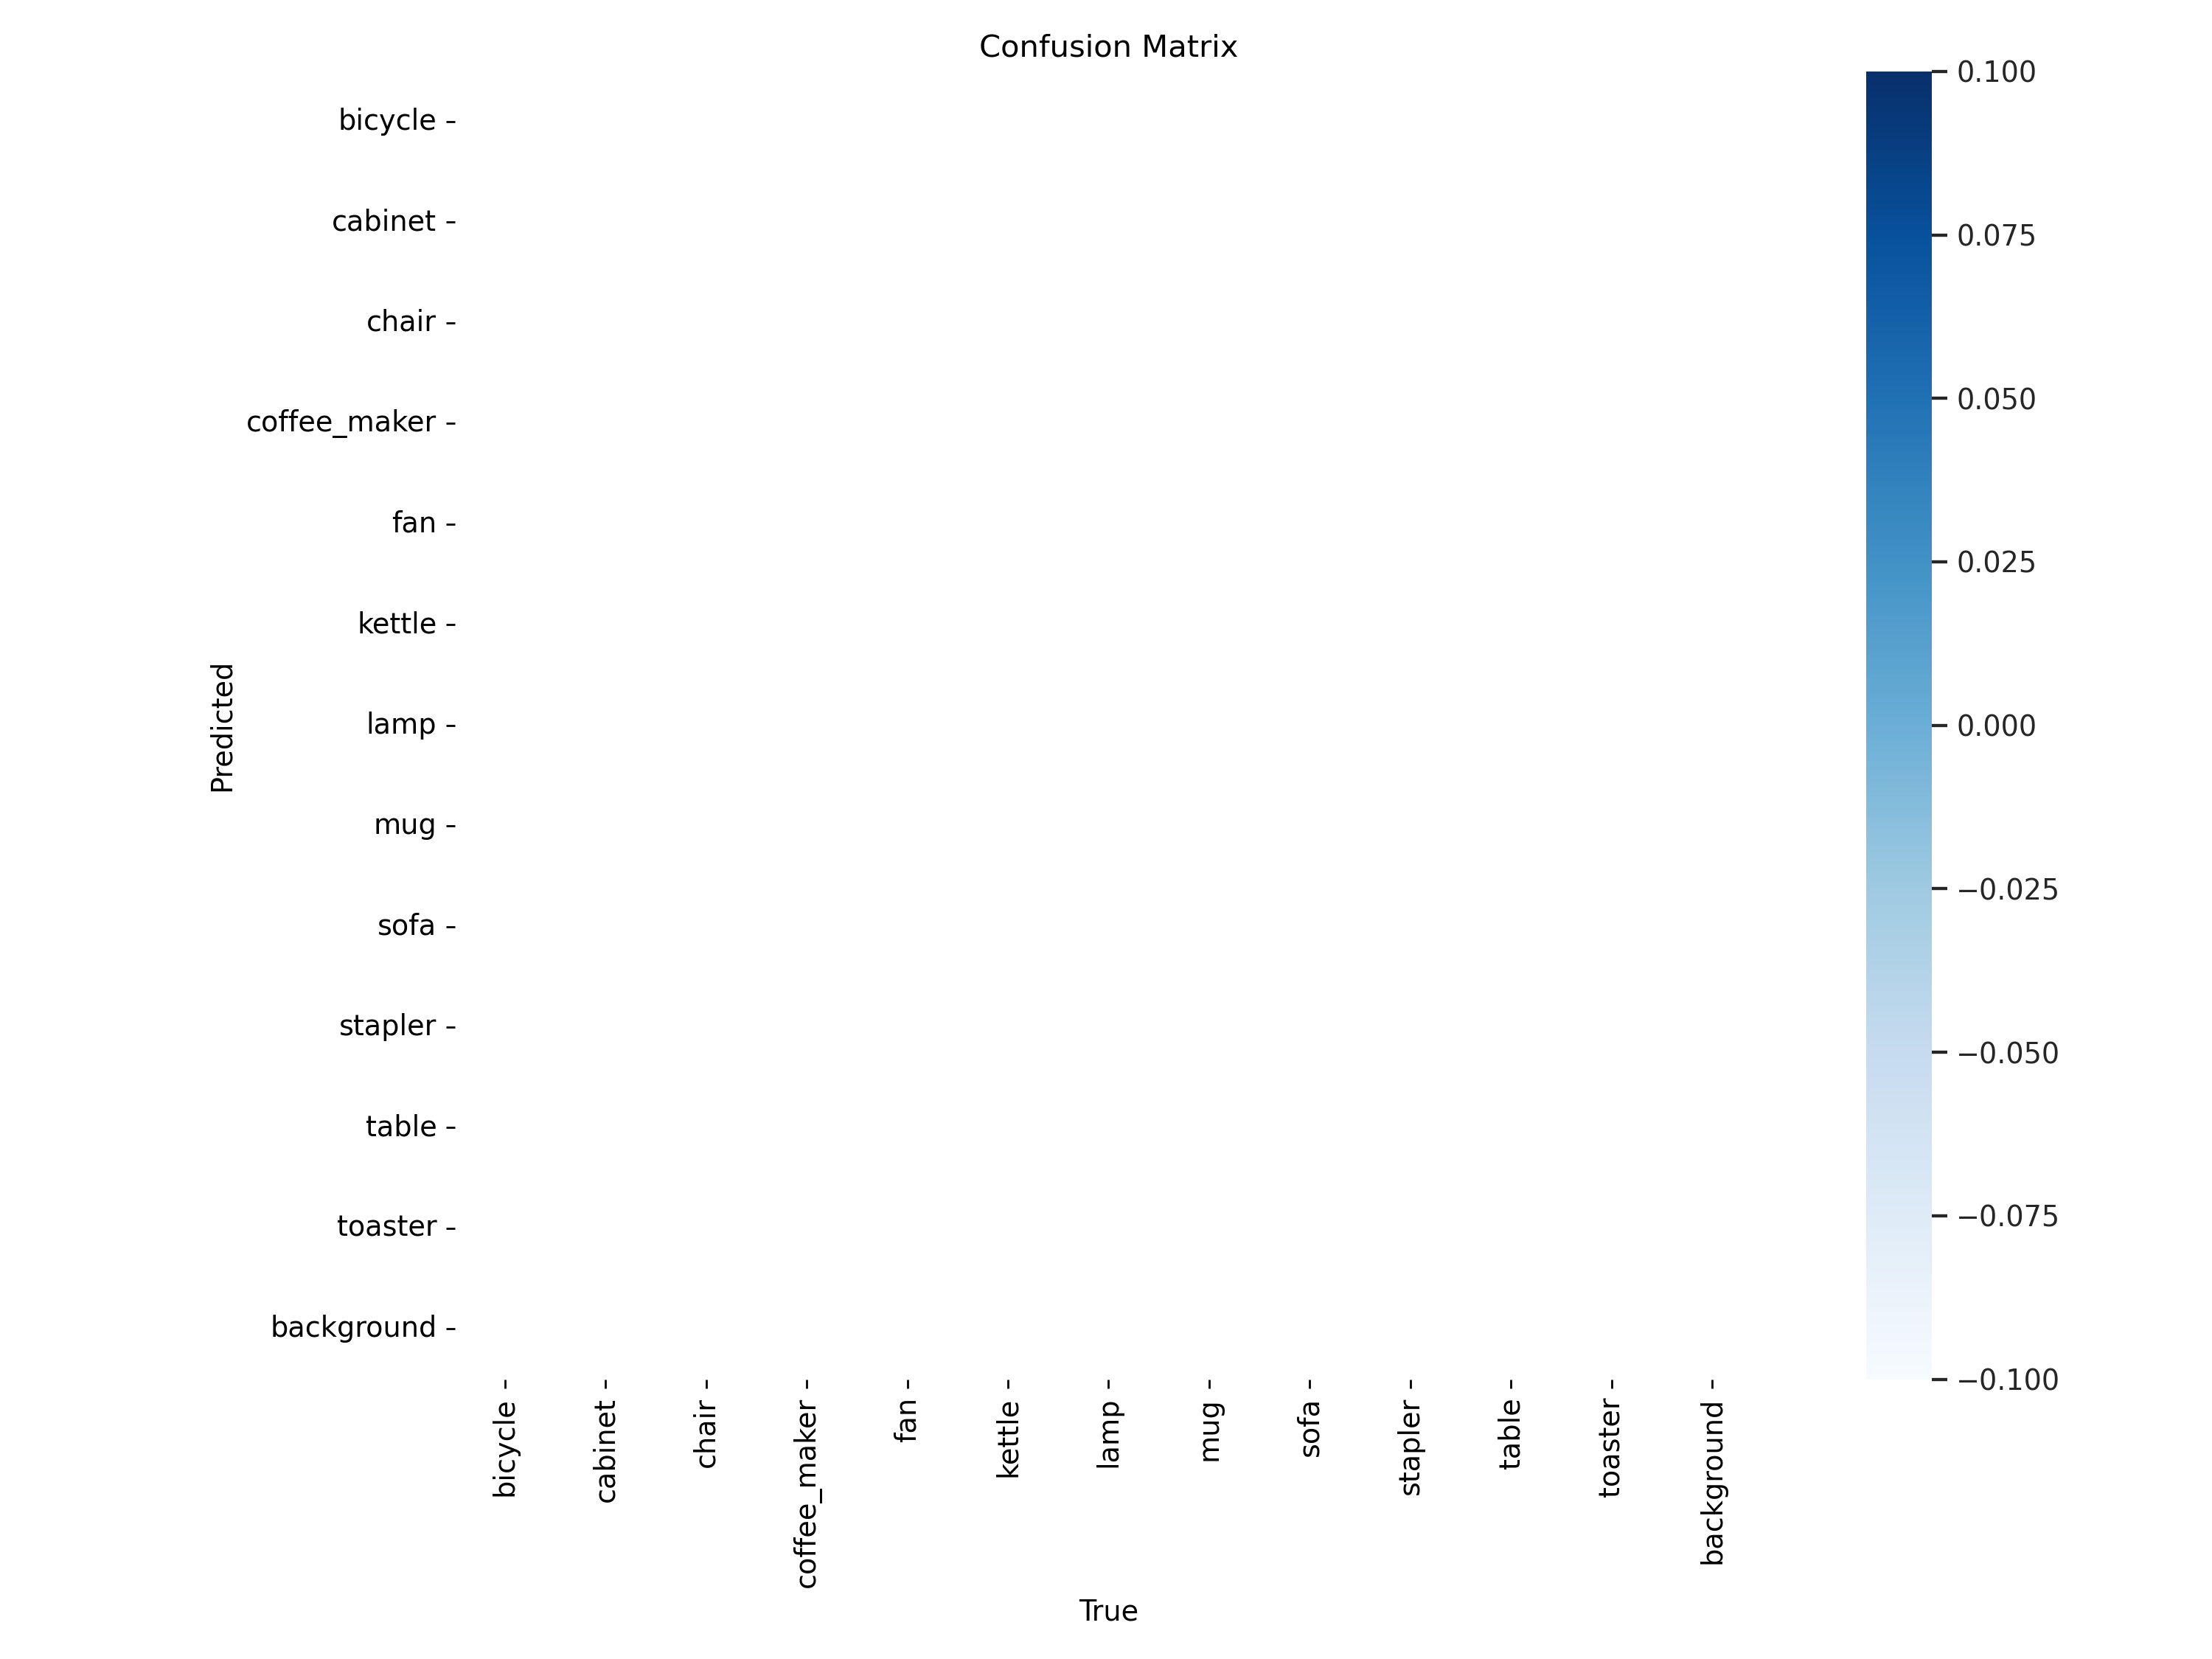 Confusion Matrix
Predicted
bicycle
cabinet
chair
coffee_maker
fan
kettle
lamp
mug
sofa
stapler
table
toaster
background
bicycle
cabinet
chair
coffee_maker
fan
kettle
lamp
mug
sofa
stapler
table
toaster
background
True
0.100
0.075
0.050
0.025
0.000
−0.025
−0.050
−0.075
−0.100